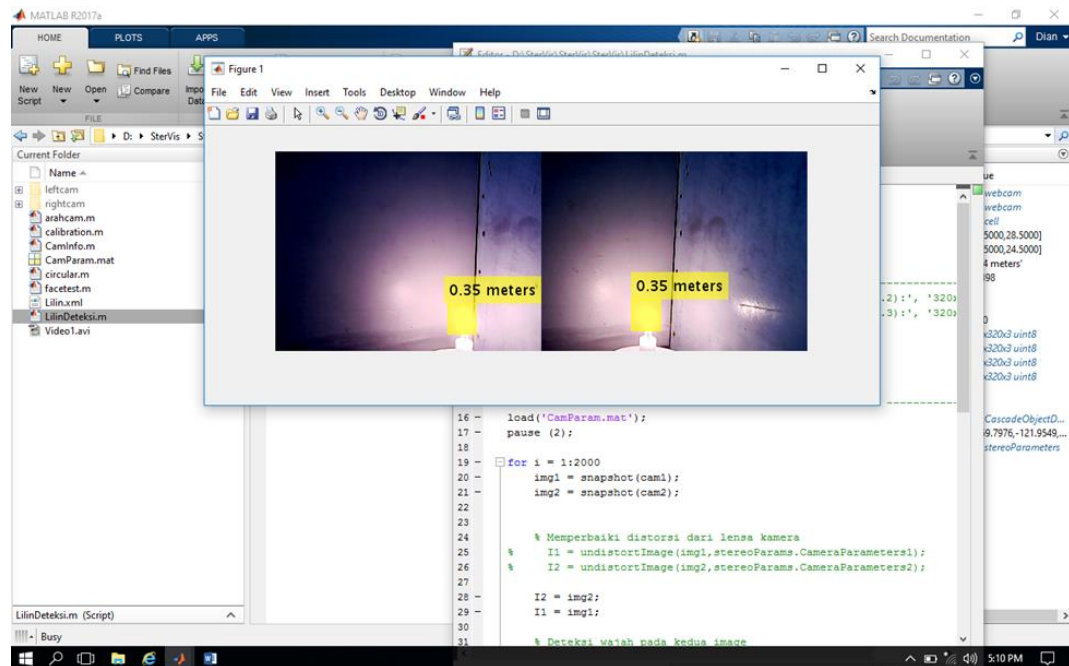 MATLAB R2017a
HOME PLOTS APPS
Search Documentation Dian
New Script
New
Open
Find Files
Compare
FILE
D: SterVis
Current Folder
Name
leftcam
rightcam
arahcam.m
calibration.m
CamInfo.m
CamParam.mat
circular.m
facetest.m
Lilin.xml
LilinDeteksi.m
Video1.avi
LilinDeteksi.m (Script)
Busy
Figure 1
File Edit View Insert Tools Desktop Window Help
0.35 meters 0.35 meters
webcam
webcam
cell
5000,28.5000]
5000,24.5000]
4 meters'
98
.2):', '320x
.3):', '320x
x320x3 uint8
x320x3 uint8
x320x3 uint8
x320x3 uint8
CascadeObjectD...
9.7976,-121.9549,...
stereoParameters
16 - load('CamParam.mat');
17 - pause (2);
18
19 - for i = 1:2000
20 - img1 = snapshot(cam1);
21 - img2 = snapshot(cam2);
22
23
24 % Memperbaiki distorsi dari lensa kamera
25 % I1 = undistortImage(img1,stereoParams.CameraParameters1);
26 % I2 = undistortImage(img2,stereoParams.CameraParameters2);
27
28 - I2 = img2;
29 - I1 = img1;
30
31 % Deteksi wajah pada kedua image
5:10 PM